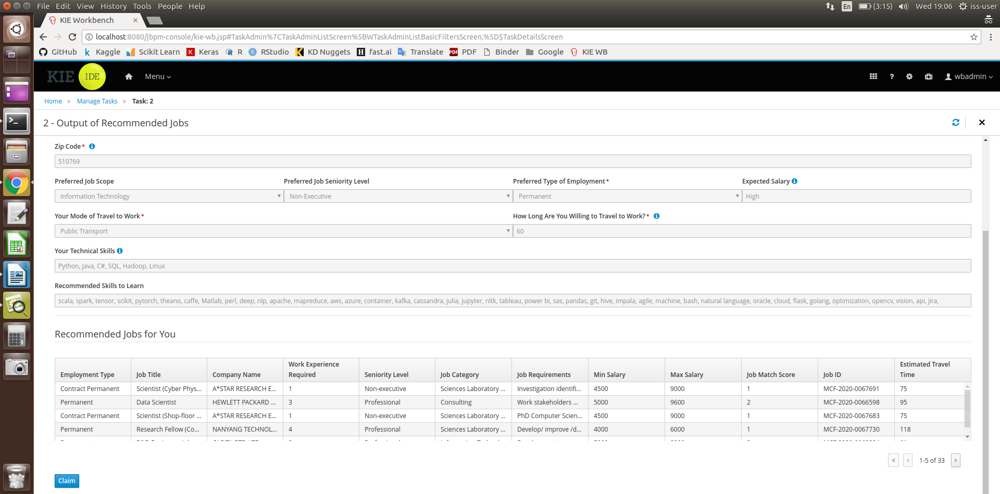 File Edit View History Tools People Help
En (3:15) Wed 19:06 iss-user
KIE Workbench
localhost:8080/jbpm-console/kie-wb.jsp#TaskAdmin%7CTaskAdminListScreen%5BWTaskAdminListBasicFiltersScreen,%5D$TaskDetailsScreen
GitHub Kaggle Scikit Learn Keras R RStudio KD Nuggets fast.ai Translate PDF Binder Google KIE WB
KIE IDE Menu wbadmin
Home » Manage Tasks » Task: 2
2 - Output of Recommended Jobs
Zip Code*
510769
Preferred Job Scope Preferred Job Seniority Level Preferred Type of Employment* Expected Salary
Information Technology Non-Executive Permanent High
Your Mode of Travel to Work* How Long Are You Willing to Travel to Work?*
Public Transport 60
Your Technical Skills
Python, Java, C#, SQL, Hadoop, Linux
Recommended Skills to Learn
scala, spark, tensor, scikit, pytorch, theano, caffe, Matlab, perl, deep, nlp, apache, mapreduce, aws, azure, container, kafka, cassandra, julia, jupyter, nltk, tableau, power bi, sas, pandas, git, hive, impala, agile, machine, bash, natural language, oracle, cloud, flask, golang, optimization, opencv, vision, api, jira,
Recommended Jobs for You
Employment Type Job Title Company Name Work Experience Required Seniority Level Job Category Job Requirements Min Salary Max Salary Job Match Score Job ID Estimated Travel Time
Contract Permanent Scientist (Cyber Phys... A*STAR RESEARCH E... 1 Non-executive Sciences Laboratory ... Investigation identifi... 4500 9000 1 MCF-2020-0067691 75
Permanent Data Scientist HEWLETT PACKARD ... 3 Professional Consulting Work stakeholders ... 5000 9600 2 MCF-2020-0066598 95
Contract Permanent Scientist (Shop-floor ... A*STAR RESEARCH E... 1 Non-executive Sciences Laboratory ... PhD Computer Scien... 4500 9000 1 MCF-2020-0067683 75
Permanent Research Fellow (Co... NANYANG TECHNOL... 4 Professional Sciences Laboratory ... Develop/ improve /d... 4000 6000 1 MCF-2020-0067730 118
« ‹ 1-5 of 33 ›
Claim